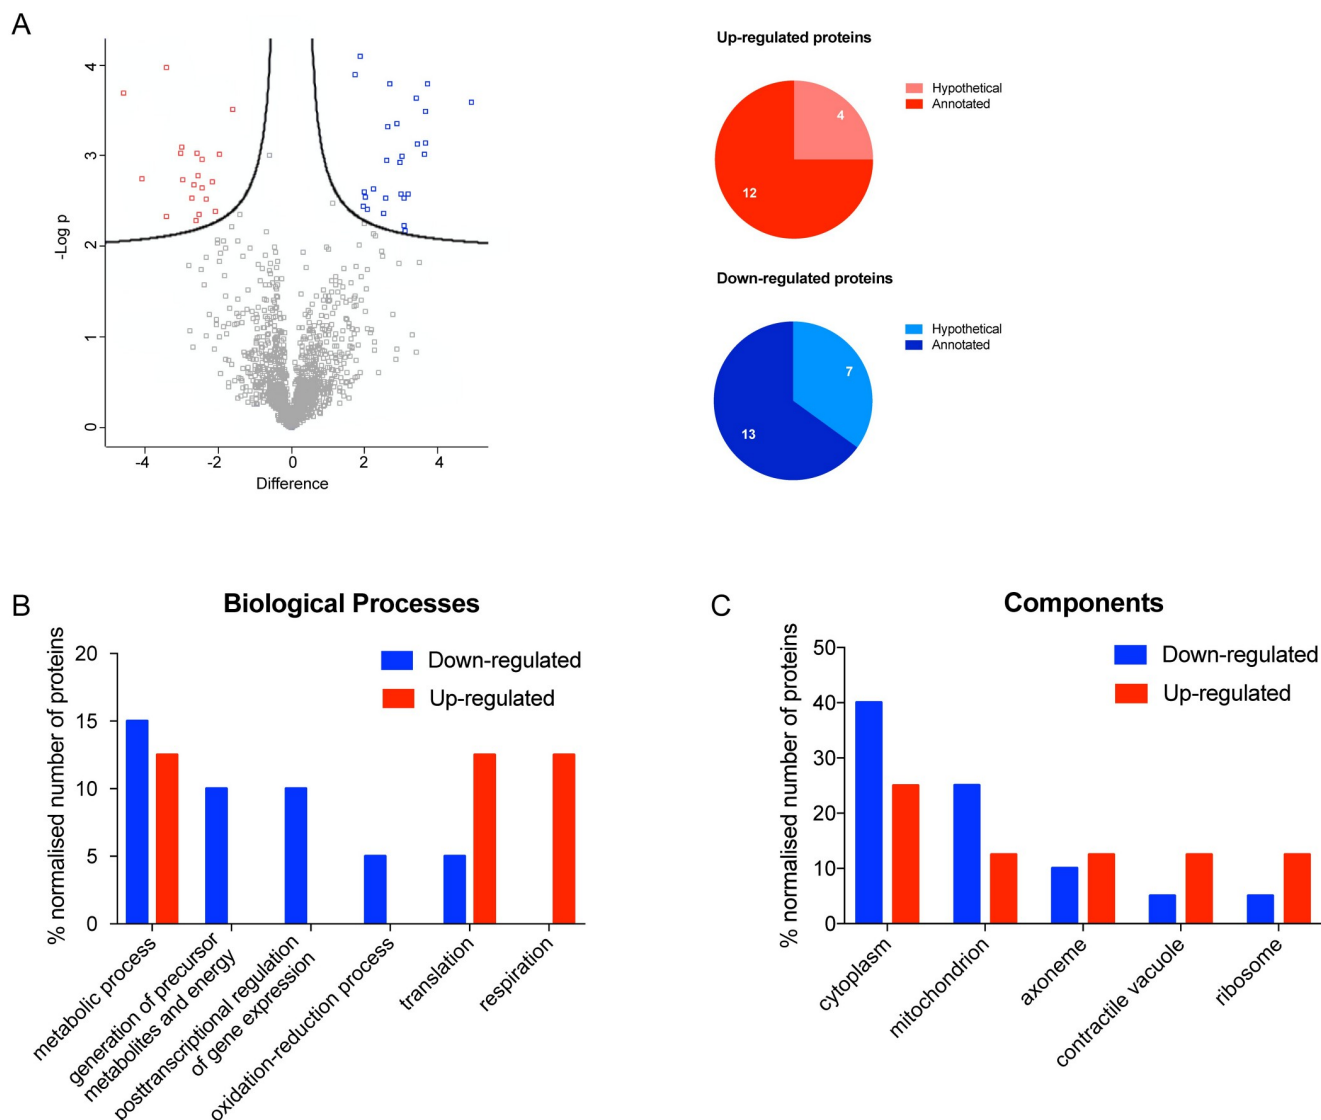 A
-Log p
4
3
2
1
0
-4
-2
0
2
4
Difference
Up-regulated proteins
4
12
Hypothetical
Annotated
Down-regulated proteins
7
13
Hypothetical
Annotated
B
Biological Processes
% normalised number of proteins
20
15
10
5
0
Down-regulated
Up-regulated
metabolic process
generation of precursor
metabolites and energy
posttranscriptional regulation
of gene expression
oxidation-reduction process
translation
respiration
C
Components
% normalised number of proteins
50
40
30
20
10
0
Down-regulated
Up-regulated
cytoplasm
mitochondrion
axoneme
contractile vacuole
ribosome